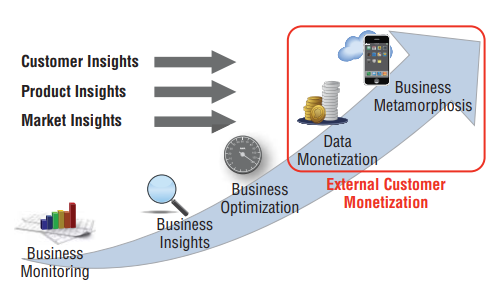 Customer Insights
Product Insights
Market Insights
Business
Metamorphosis
Data
Monetization
External Customer
Monetization
Business
Optimization
Business
Insights
Business
Monitoring